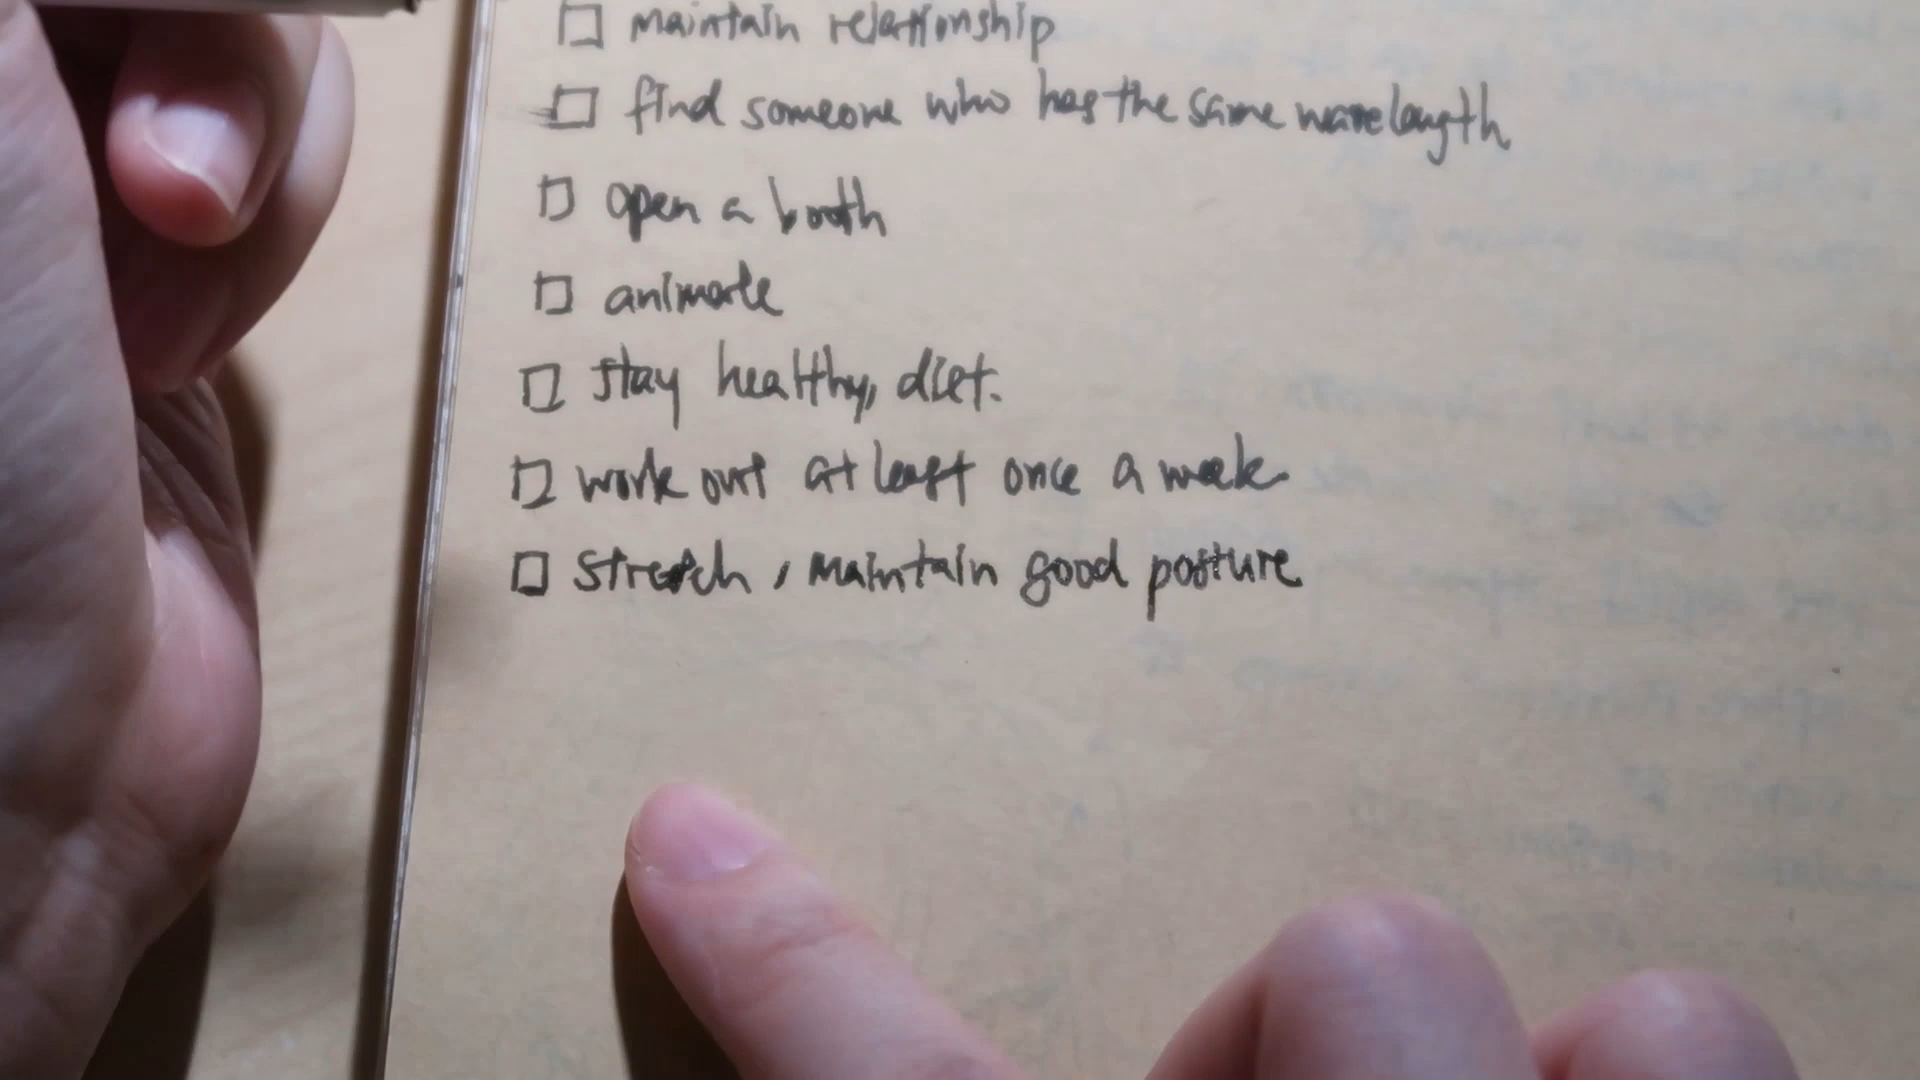 maintain relationship
find someone who has the same wavelength
open a booth
animate
stay healthy, diet.
work out at least once a week
stretch, maintain good posture